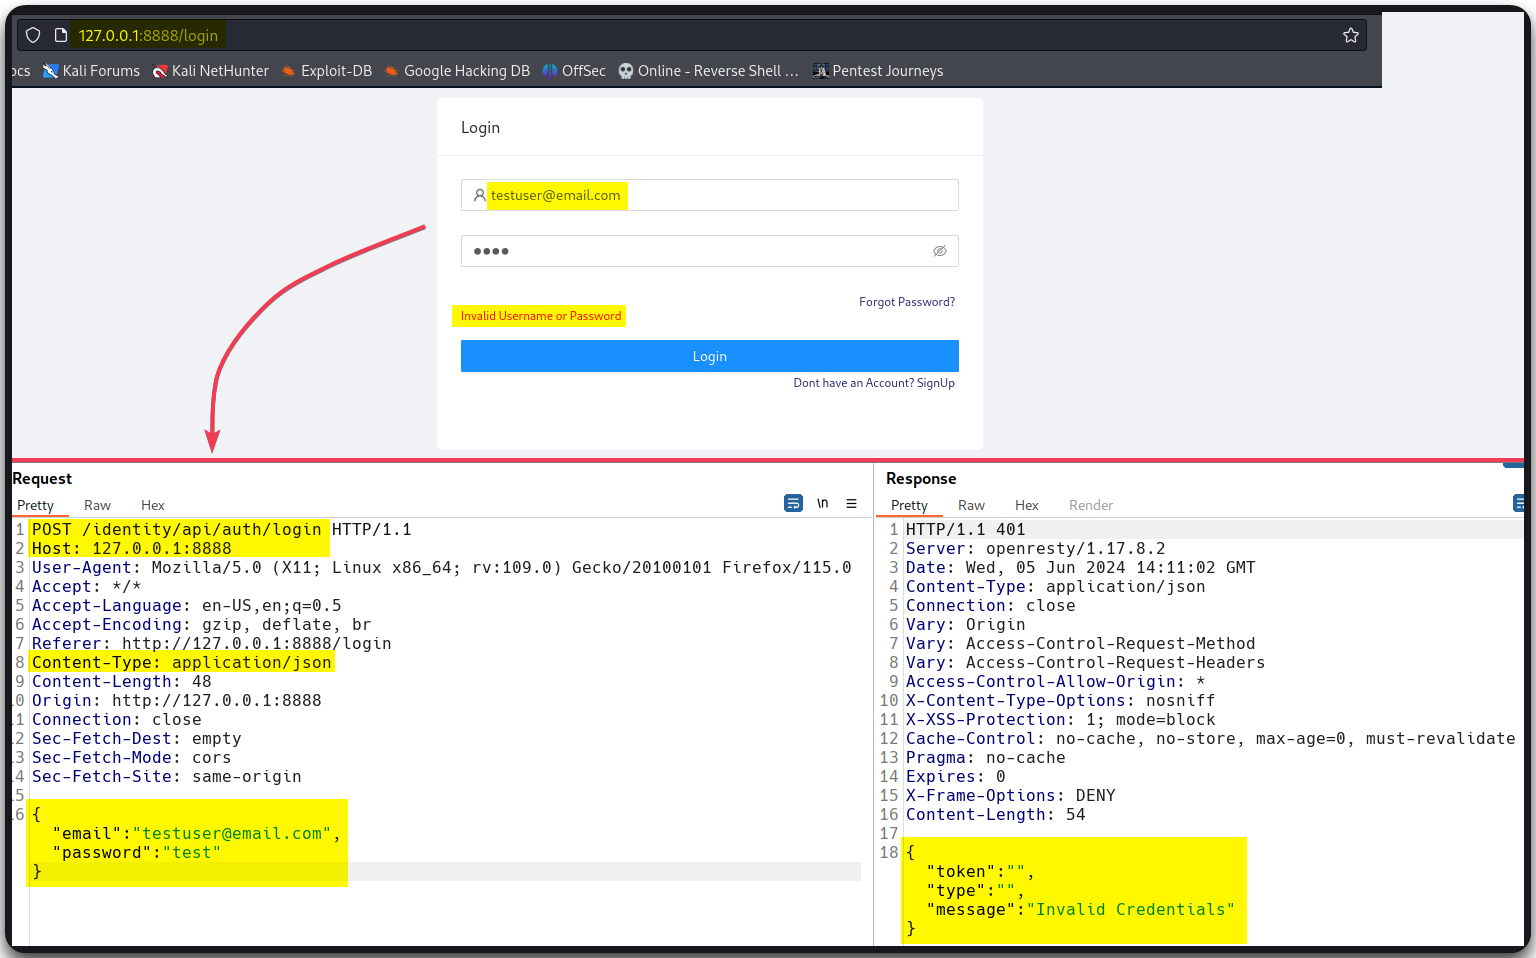 127.0.0.1:8888/login
ocs Kali Forums Kali NetHunter Exploit-DB Google Hacking DB OffSec Online - Reverse Shell … Pentest Journeys
Login
testuser@email.com
●●●●
Forgot Password?
Invalid Username or Password
Login
Dont have an Account? SignUp
Request
Pretty Raw Hex \n
1 POST /identity/api/auth/login HTTP/1.1
2 Host: 127.0.0.1:8888
3 User-Agent: Mozilla/5.0 (X11; Linux x86_64; rv:109.0) Gecko/20100101 Firefox/115.0
4 Accept: */*
5 Accept-Language: en-US,en;q=0.5
6 Accept-Encoding: gzip, deflate, br
7 Referer: http://127.0.0.1:8888/login
8 Content-Type: application/json
9 Content-Length: 48
10 Origin: http://127.0.0.1:8888
11 Connection: close
12 Sec-Fetch-Dest: empty
13 Sec-Fetch-Mode: cors
14 Sec-Fetch-Site: same-origin
15
16 {
"email":"testuser@email.com",
"password":"test"
}
Response
Pretty Raw Hex Render
1 HTTP/1.1 401
2 Server: openresty/1.17.8.2
3 Date: Wed, 05 Jun 2024 14:11:02 GMT
4 Content-Type: application/json
5 Connection: close
6 Vary: Origin
7 Vary: Access-Control-Request-Method
8 Vary: Access-Control-Request-Headers
9 Access-Control-Allow-Origin: *
10 X-Content-Type-Options: nosniff
11 X-XSS-Protection: 1; mode=block
12 Cache-Control: no-cache, no-store, max-age=0, must-revalidate
13 Pragma: no-cache
14 Expires: 0
15 X-Frame-Options: DENY
16 Content-Length: 54
17
18 {
"token":"",
"type":"",
"message":"Invalid Credentials"
}